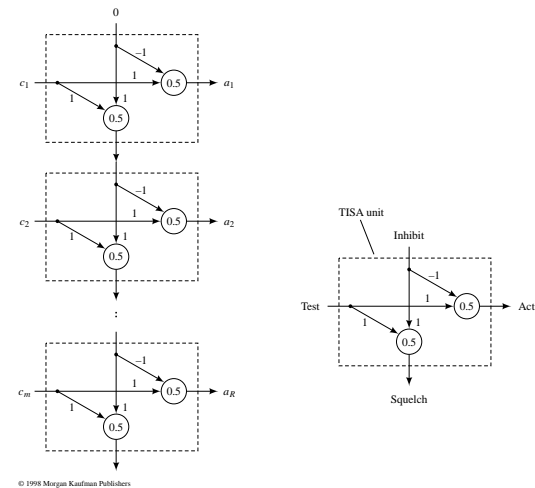 0
–1
c1 1 0.5 a1
1 1
0.5
–1
c2 1 0.5 a2
1 1
0.5
:
–1
cm 1 0.5 aR
1 1
0.5
TISA unit
Inhibit
–1
Test 1 0.5 Act
1 1
0.5
Squelch
© 1998 Morgan Kaufman Publishers